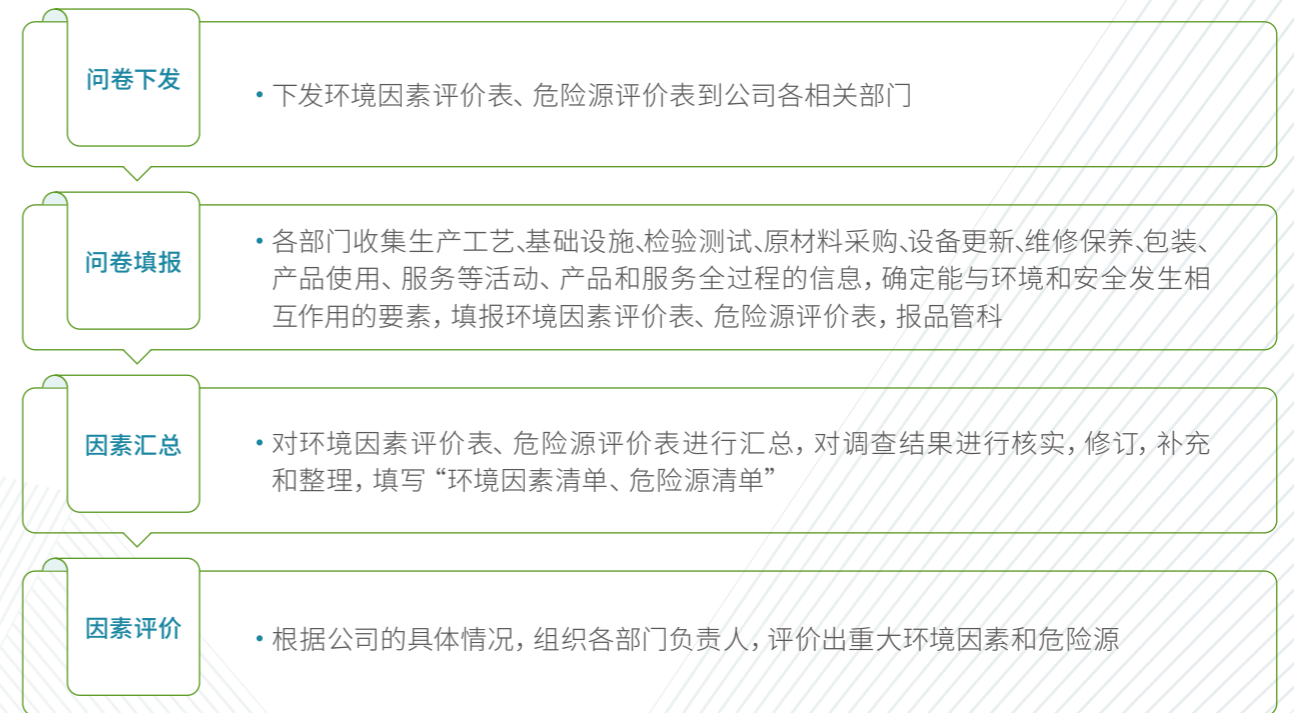 问卷下发
•下发环境因素评价表、危险源评价表到公司各相关部门
问卷填报
•各部门收集生产工艺、基础设施、检验测试、原材料采购、设备更新、维修保养、包装、
产品使用、服务等活动、产品和服务全过程的信息，确定能与环境和安全发生相
互作用的要素，填报环境因素评价表、危险源评价表，报品管科
因素汇总
•对环境因素评价表、危险源评价表进行汇总，对调查结果进行核实，修订，补充
和整理，填写“环境因素清单、危险源清单”
因素评价
•根据公司的具体情况，组织各部门负责人，评价出重大环境因素和危险源